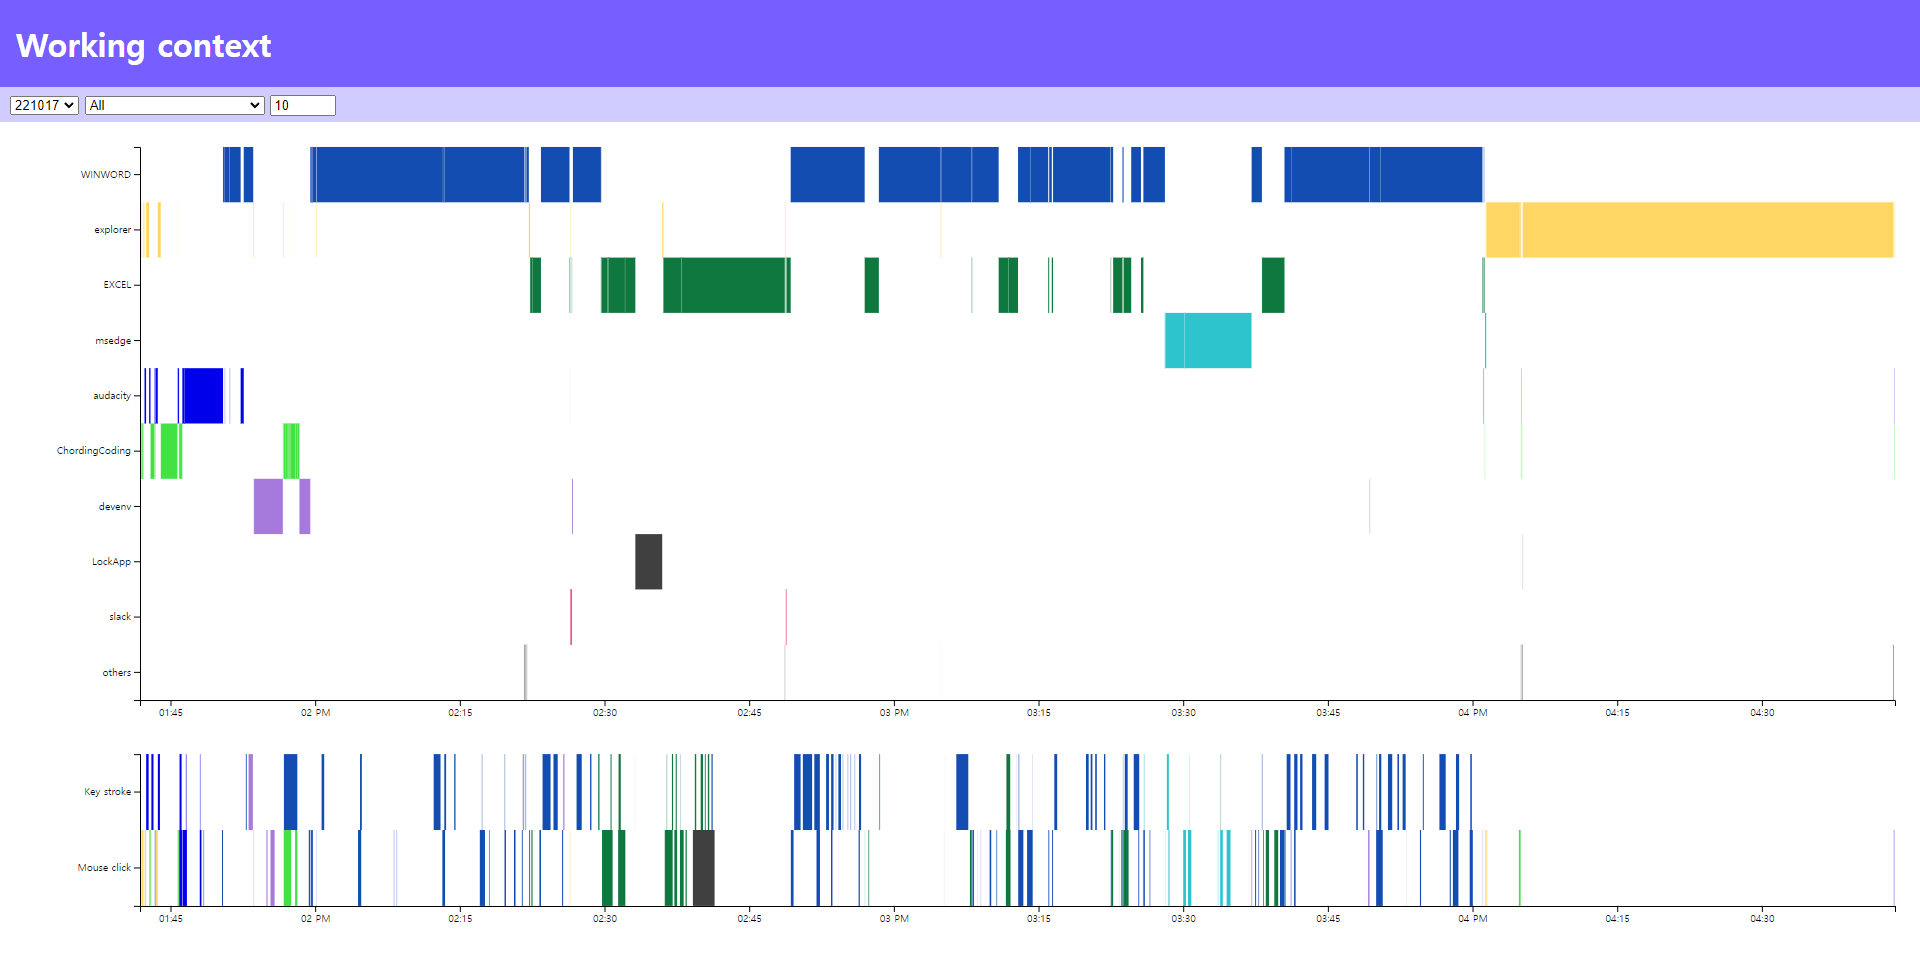 Working context
221017 All 10
WINWORD
explorer
EXCEL
msedge
audacity
ChordingCoding
devenv
LockApp
slack
others
01:45 02 PM 02:15 02:30 02:45 03 PM 03:15 03:30 03:45 04 PM 04:15 04:30
Key stroke
Mouse click
01:45 02 PM 02:15 02:30 02:45 03 PM 03:15 03:30 03:45 04 PM 04:15 04:30